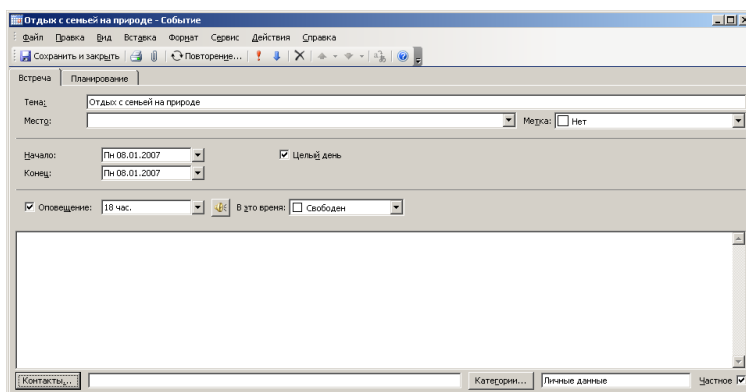 Отдых с семьей на природе - Событие
Файл Правка Вид Вставка Формат Сервис Действия Справка
Сохранить и закрыть Повторение...
Встреча Планирование
Тема: Отдых с семьей на природе
Место: Метка: Нет
Начало: Пн 08.01.2007 Целый день
Конец: Пн 08.01.2007
Оповещение: 18 час. В это время: Свободен
Контакты... Категории... Личные данные Частное